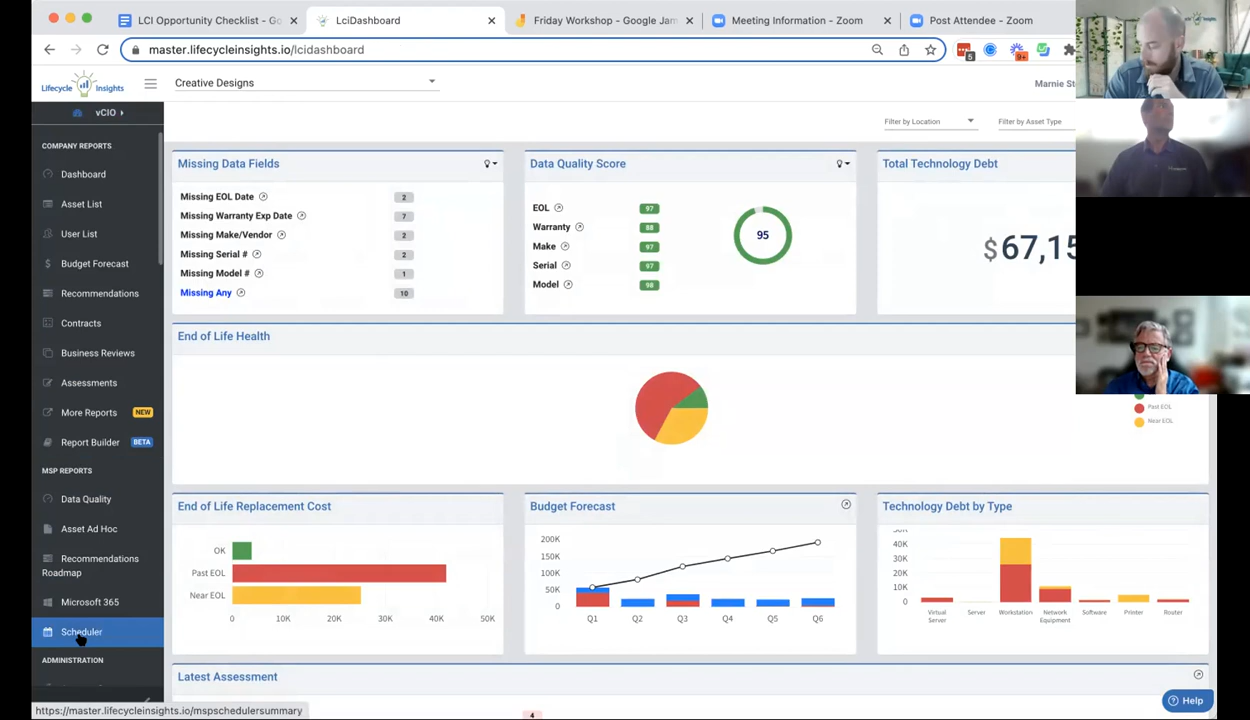 LCI Opportunity Checklist - Go
LciDashboard
Friday Workshop - Google Jam
Meeting Information - Zoom
Post Attendee - Zoom
master.lifecycleinsights.io/lcidashboard
5
9+
Lifecycle Insights
Creative Designs
Marnie St
vCIO
Filter by Location
Filter by Asset Type
COMPANY REPORTS
Dashboard
Asset List
User List
$ Budget Forecast
Recommendations
Contracts
Business Reviews
Assessments
More Reports NEW
Report Builder BETA
MSP REPORTS
Data Quality
Asset Ad Hoc
Recommendations
Roadmap
Microsoft 365
Scheduler
ADMINISTRATION
Missing Data Fields
Missing EOL Date 2
Missing Warranty Exp Date 7
Missing Make/Vendor 2
Missing Serial # 2
Missing Model # 1
Missing Any 10
Data Quality Score
EOL 97
Warranty 88
Make 97
Serial 97
Model 98
95
Total Technology Debt
$67,15
End of Life Health
Past EOL
Near EOL
End of Life Replacement Cost
OK
Past EOL
Near EOL
0 10K 20K 30K 40K 50K
Budget Forecast
200K
150K
100K
50K
0
Q1 Q2 Q3 Q4 Q5 Q6
Technology Debt by Type
40K
30K
20K
10K
0
Virtual Server
Server
Workstation
Network Equipment
Software
Printer
Router
Latest Assessment
4
Help
https://master.lifecycleinsights.io/mspschedulersummary